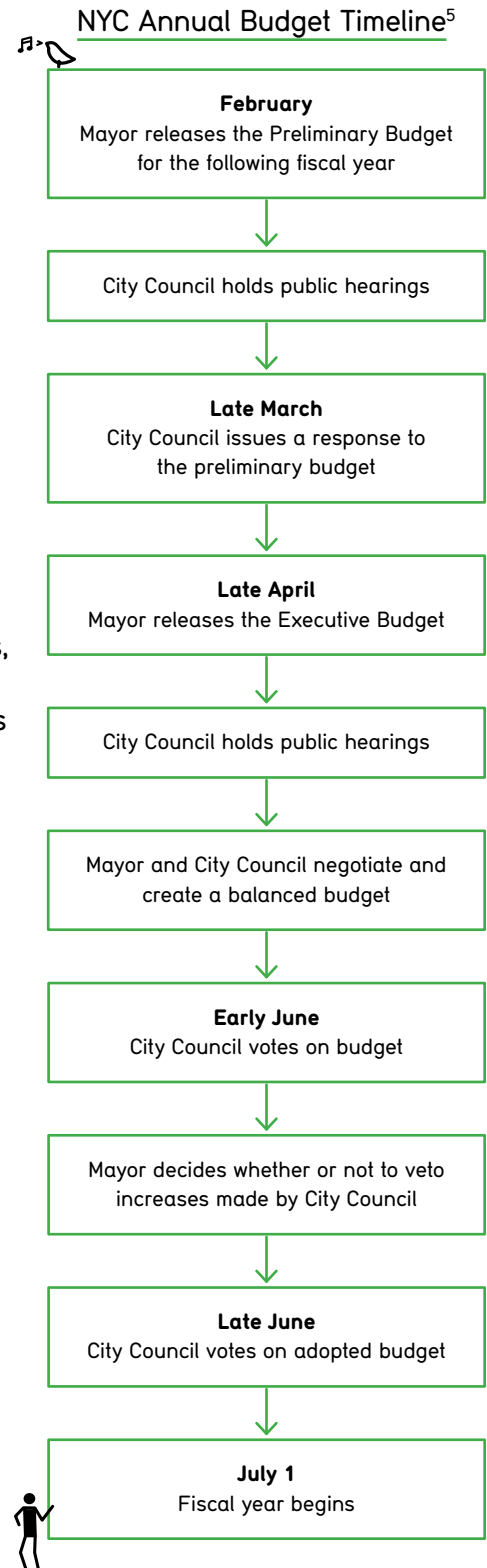 NYC Annual Budget Timeline5
February
Mayor releases the Preliminary Budget
for the following fiscal year
City Council holds public hearings
Late March
City Council issues a response to
the preliminary budget
Late April
Mayor releases the Executive Budget
City Council holds public hearings
Mayor and City Council negotiate and
create a balanced budget
Early June
City Council votes on budget
Mayor decides whether or not to veto
increases made by City Council
Late June
City Council votes on adopted budget
July 1
Fiscal year begins